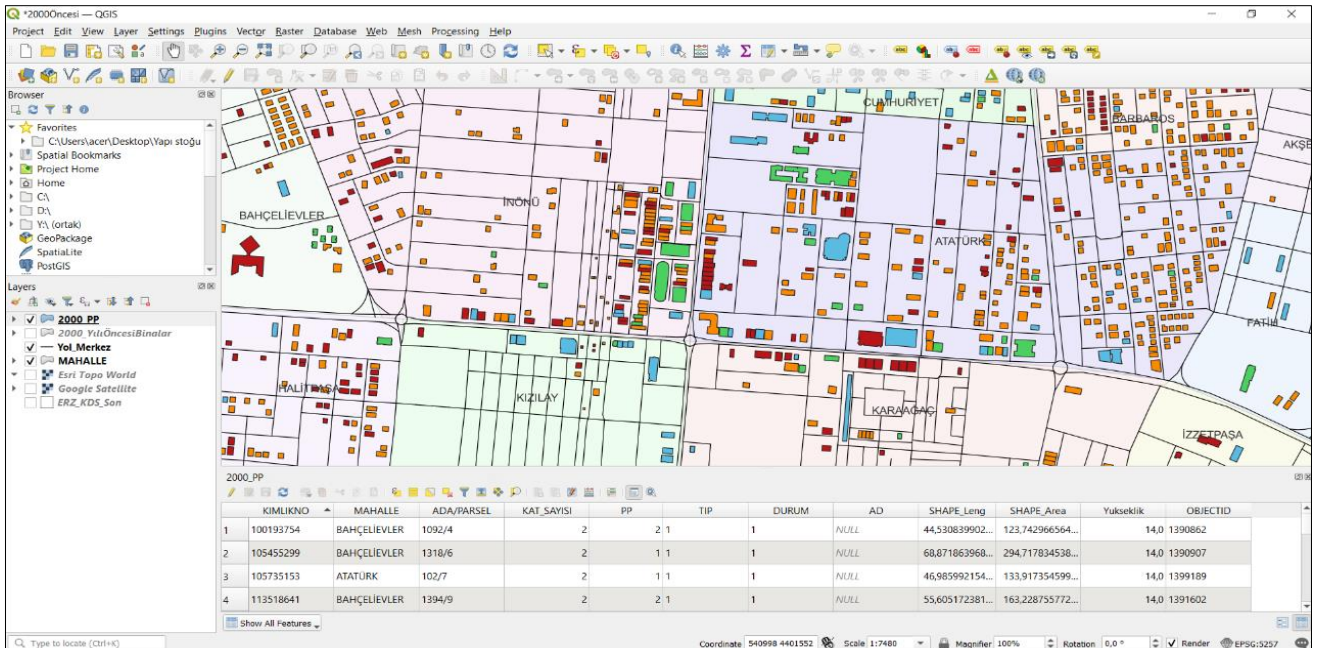 *2000Öncesi — QGIS
Project Edit View Layer Settings Plugins Vector Raster Database Web Mesh Processing Help
Browser
Favorites
C:\Users\acer\Desktop\Yapı stoğu
Spatial Bookmarks
Project Home
Home
C:\
D:\
Y:\ (ortak)
GeoPackage
SpatiaLite
PostGIS
Layers
2000_PP
2000_YılıÖncesiBinalar
Yol_Merkez
MAHALLE
Esri Topo World
Google Satellite
ERZ_KDS_Son
CUMHURİYET
BARBAROS
AKŞE
İNÖNÜ
BAHÇELİEVLER
ATATÜRK
FATİH
HALİTPAŞA
KIZILAY
KARAAĞAÇ
İZZETPAŞA
2000_PP
KIMLIKNO MAHALLE ADA/PARSEL KAT_SAYISI PP TIP DURUM AD SHAPE_Leng SHAPE_Area Yukseklik OBJECTID
1 100193754 BAHÇELİEVLER 1092/4 2 2 1 1 NULL 44,530839902... 123,742966564... 14,0 1390862
2 105455299 BAHÇELİEVLER 1318/6 2 1 1 1 NULL 68,871863968... 294,717834538... 14,0 1390907
3 105735153 ATATÜRK 102/7 2 1 1 1 NULL 46,985992154... 133,917354599... 14,0 1399189
4 113518641 BAHÇELİEVLER 1394/9 2 2 1 1 NULL 55,605172381... 163,228755772... 14,0 1391602
Show All Features
Type to locate (Ctrl+K) Coordinate 540998 4401552 Scale 1:7480 Magnifier 100% Rotation 0,0 ° Render EPSG:5257